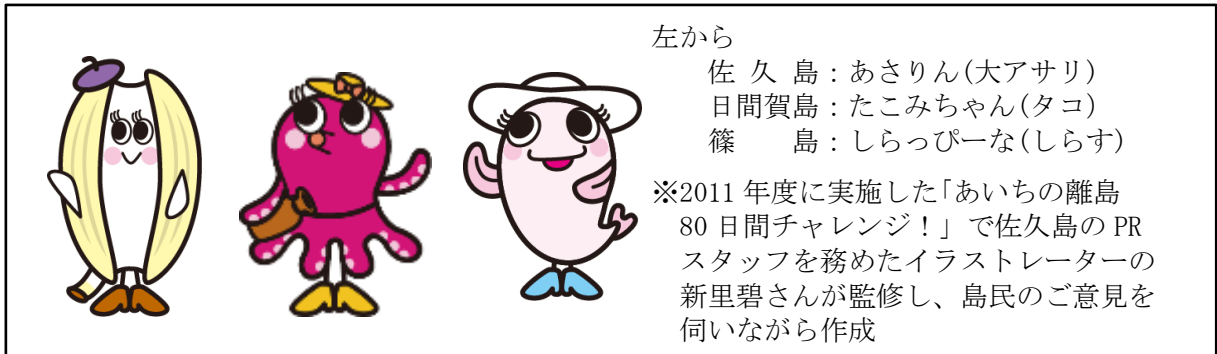 左から
佐 久 島：あさりん(大アサリ)
日間賀島：たこみちゃん(タコ)
篠　　島：しらっぴーな(しらす)
※2011 年度に実施した「あいちの離島
80 日間チャレンジ！」で佐久島の PR
スタッフを務めたイラストレーターの
新里碧さんが監修し、島民のご意見を
伺いながら作成